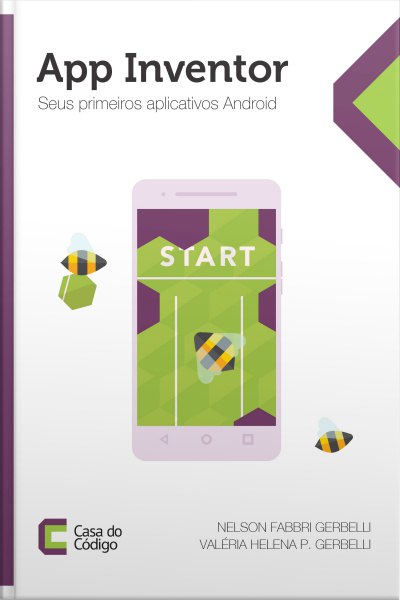 App Inventor
Seus primeiros aplicativos Android
START
Casa do
Código
NELSON FABBRI GERBELLI
VALÉRIA HELENA P. GERBELLI